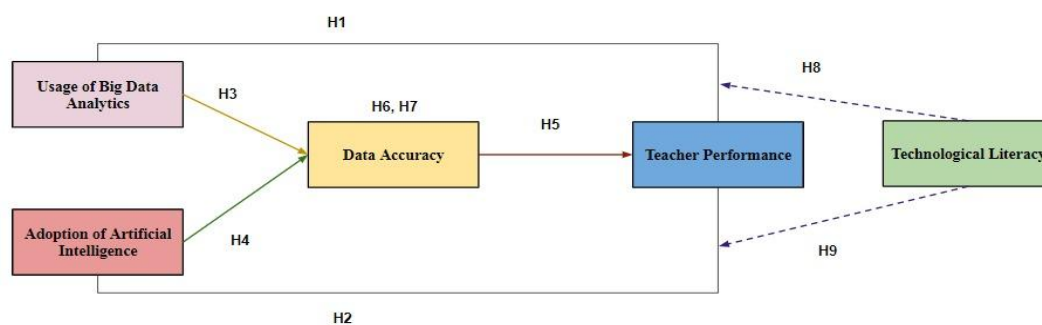 H1
Usage of Big Data
Analytics
H3
H6, H7
H8
Data Accuracy
H5
Teacher Performance
Technological Literacy
Adoption of Artificial
Intelligence
H4
H9
H2